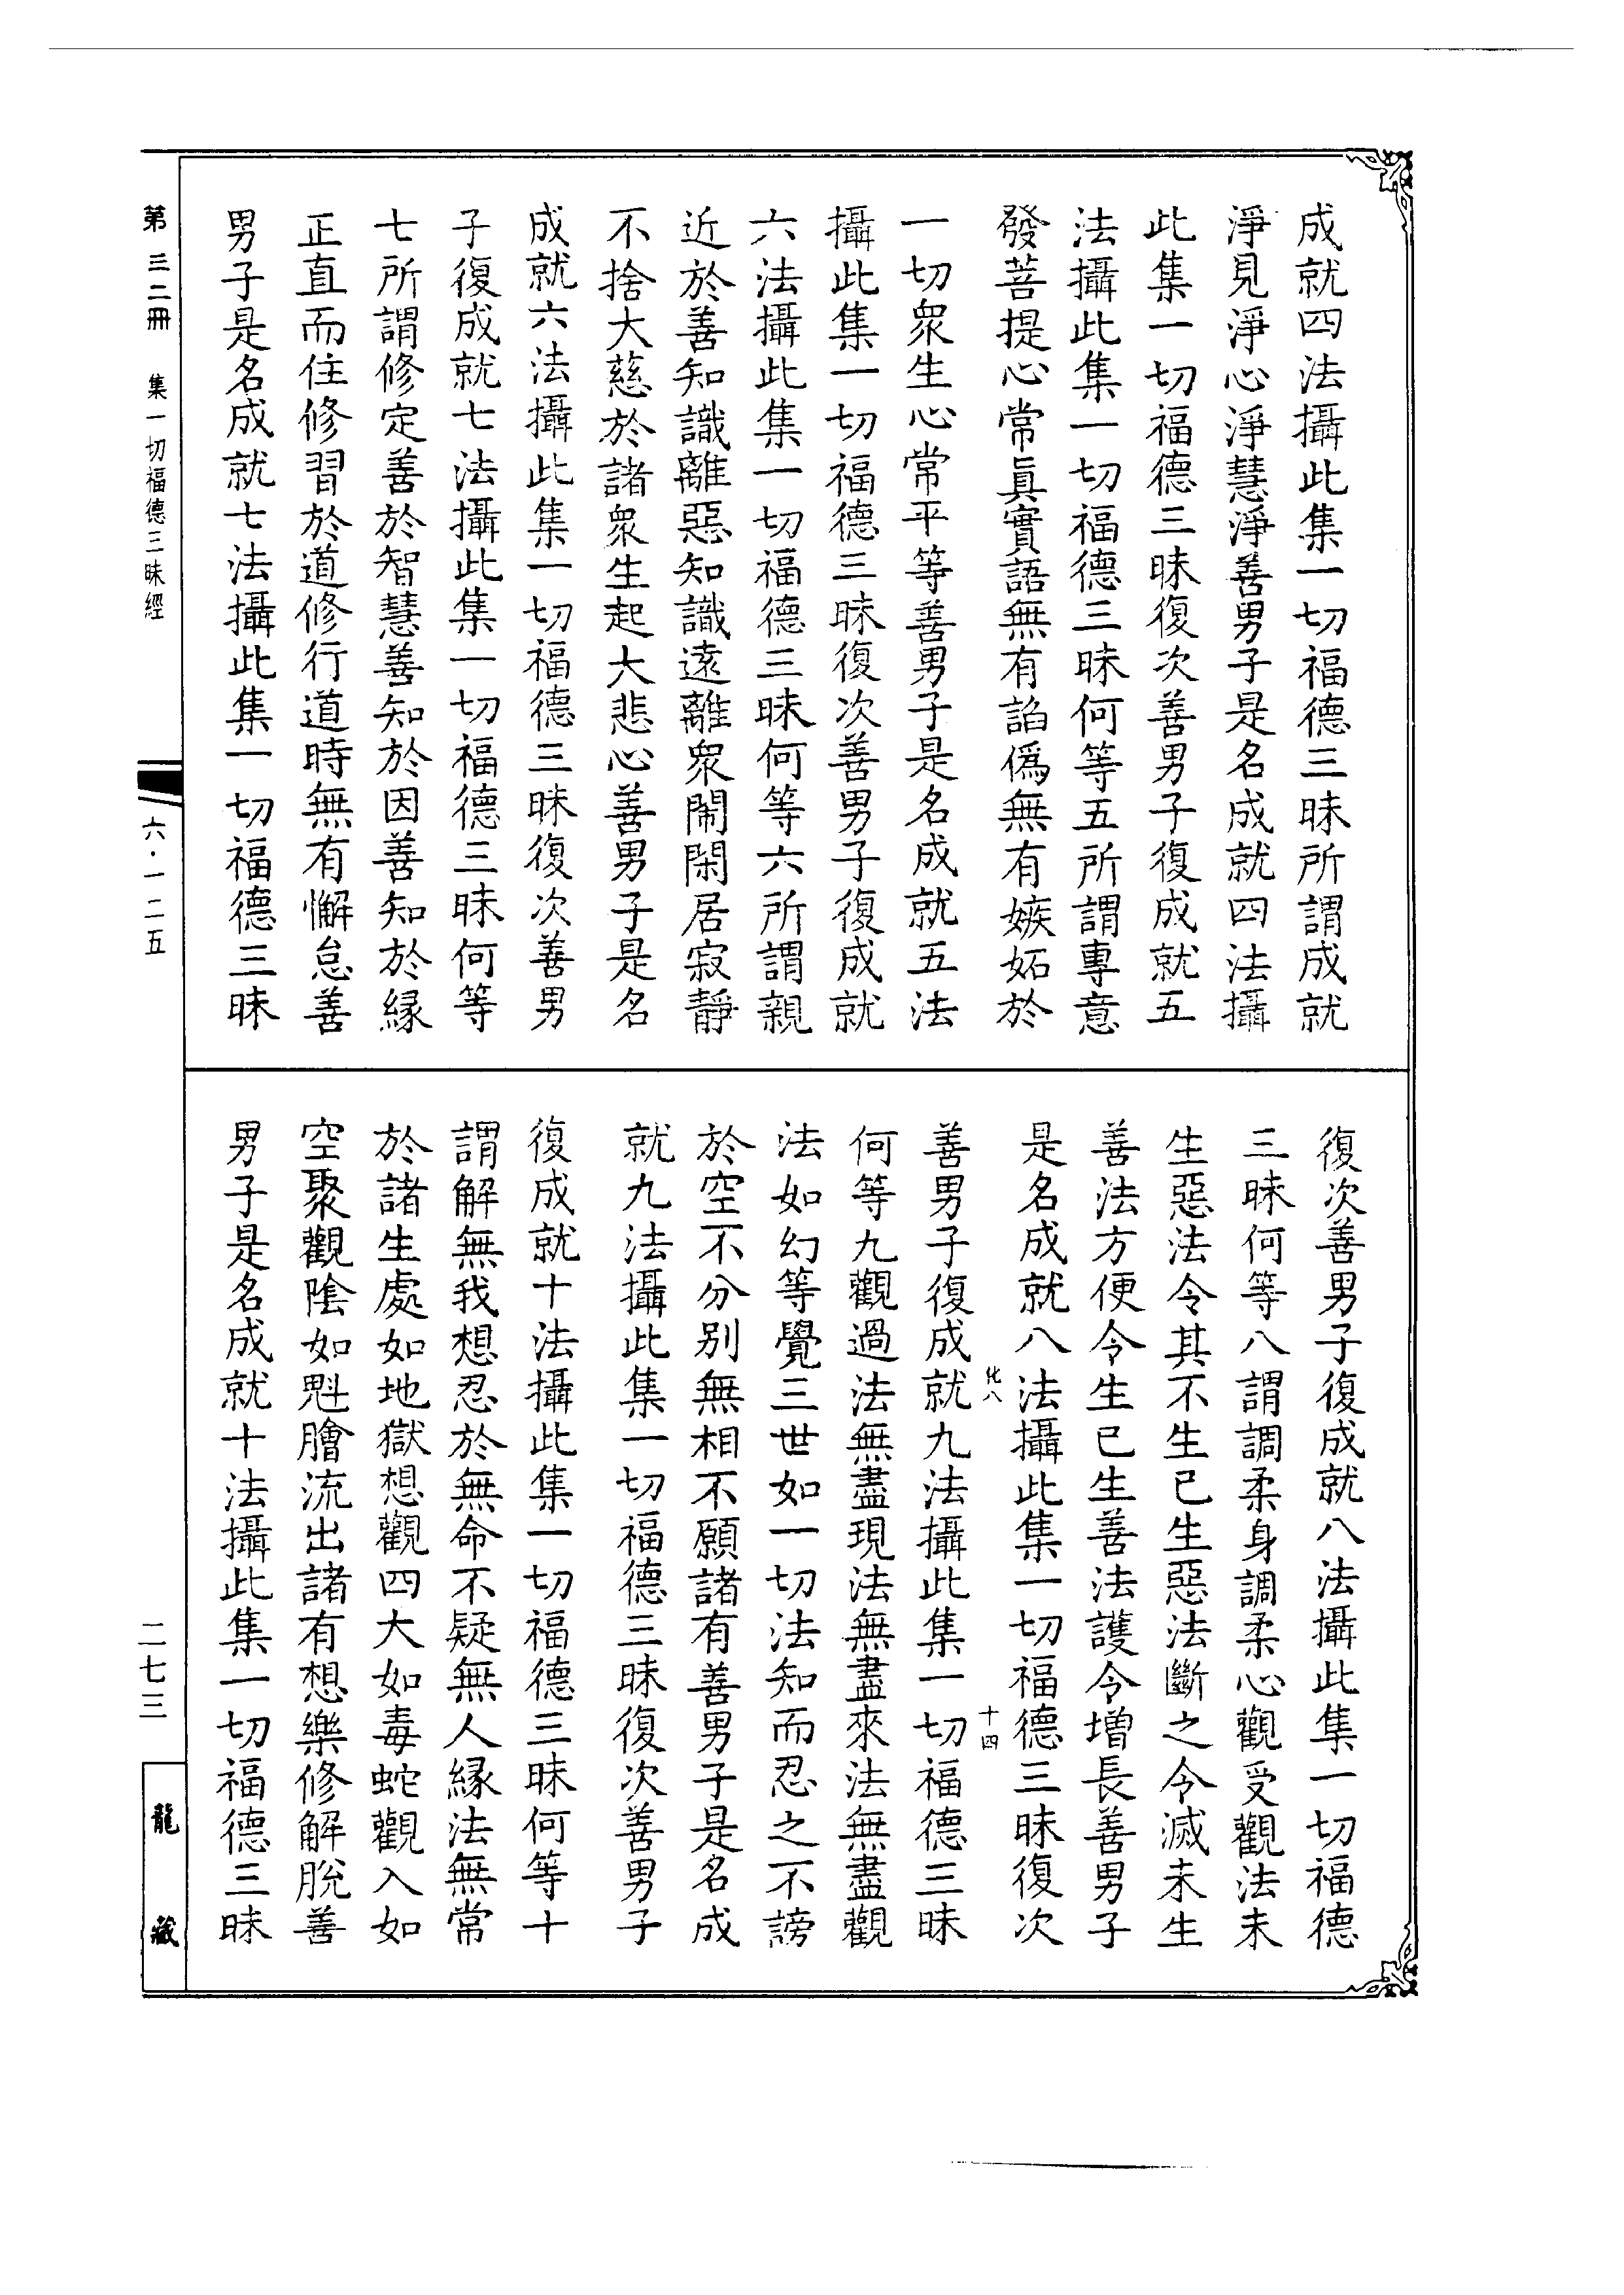 成就四法攝此集一切福德三昧所謂成就
淨見淨心淨慧淨善男子是名成就四法攝
此集一切福德三昧復次善男子復成就五
法攝此集一切福德三昧何等五所謂專意
發菩提心常眞實語無有諂僞無有嫉妬於
一切衆生心常平等善男子是名成就五法
攝此集一切福德三昧復次善男子復成就
六法攝此集一切福德三昧何等六所謂親
近於善知識離惡知識遠離衆鬧閑居寂靜
不捨大慈於諸衆生起大悲心善男子是名
成就六法攝此集一切福德三昧復次善男
子復成就七法攝此集一切福德三昧何等
七所謂修定善於智慧善知於因善知於緣
正直而住修習於道修行道時無有懈怠善
男子是名成就七法攝此集一切福德三昧
復次善男子復成就八法攝此集一切福德
三昧何等八謂調柔身調柔心觀受觀法未
生惡法令其不生已生惡法斷之令滅未生
善法方便令生已生善法護令增長善男子
是名成就八法攝此集一切福德三昧復次
化八
十四
善男子復成就九法攝此集一切福德三昧
何等九觀過法無盡現法無盡來法無盡觀
法如幻等覺三世如一切法知而忍之不謗
於空不分別無相不願諸有善男子是名成
就九法攝此集一切福德三昧復次善男子
復成就十法攝此集一切福德三昧何等十
謂解無我想忍於無命不疑無人緣法無常
於諸生處如地獄想觀四大如毒蛇觀入如
空聚觀陰如魁膾流出諸有想樂修解脫善
男子是名成就十法攝此集一切福德三昧
第三二冊
集一切福德三昧經
六·一二五
二七三
龍藏